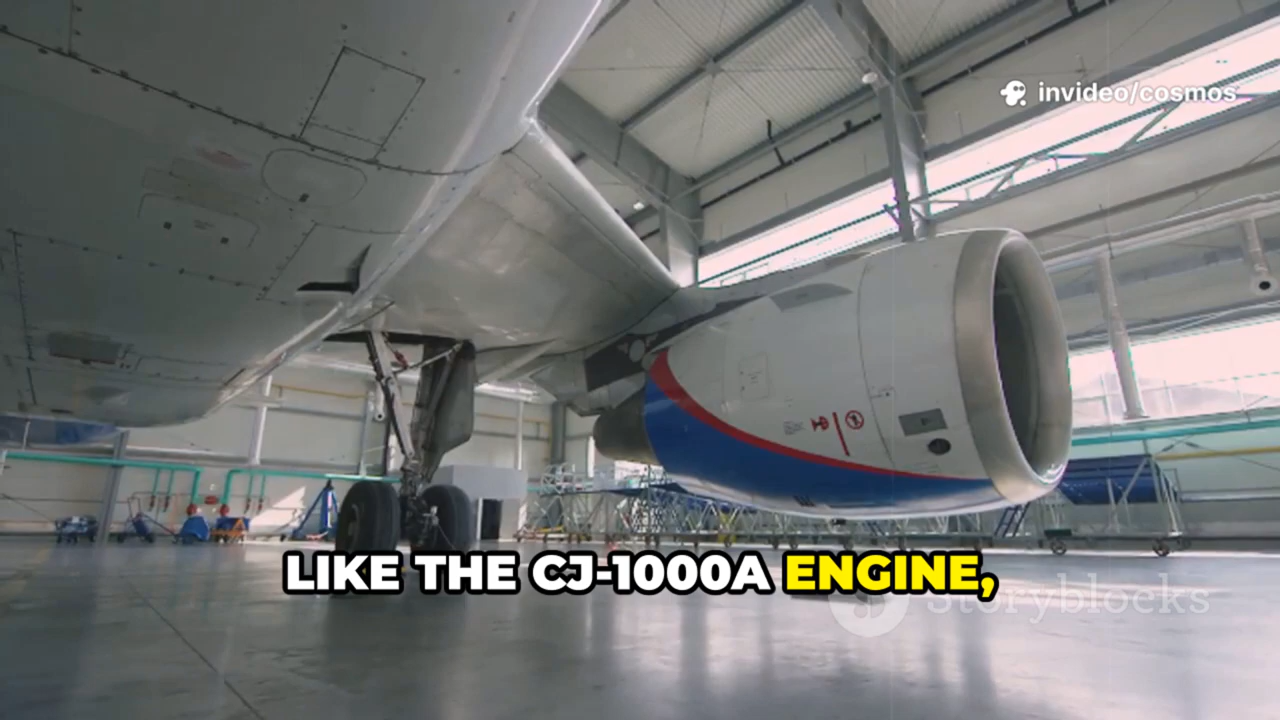 invideo/cosmos
LIKE THE CJ-1000A ENGINE,
Storyblocks